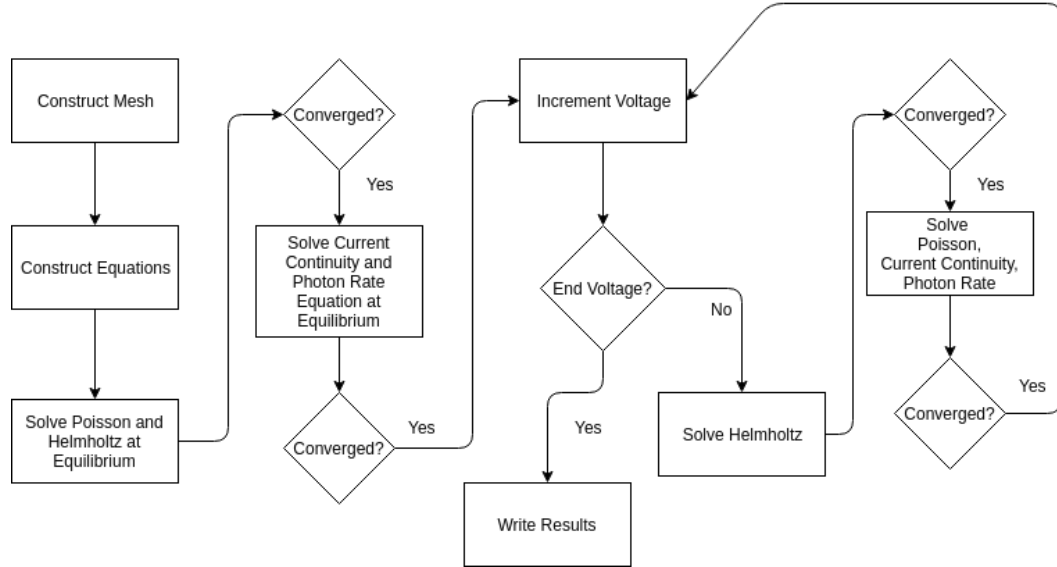 Construct Mesh
Construct Equations
Solve Poisson and
Helmholtz at
Equilibrium
Converged?
Yes
Solve Current
Continuity and
Photon Rate
Equation at
Equilibrium
Converged?
Yes
Increment Voltage
End Voltage?
Yes
Write Results
No
Solve Helmholtz
Converged?
Yes
Solve
Poisson,
Current Continuity,
Photon Rate
Converged?
Yes